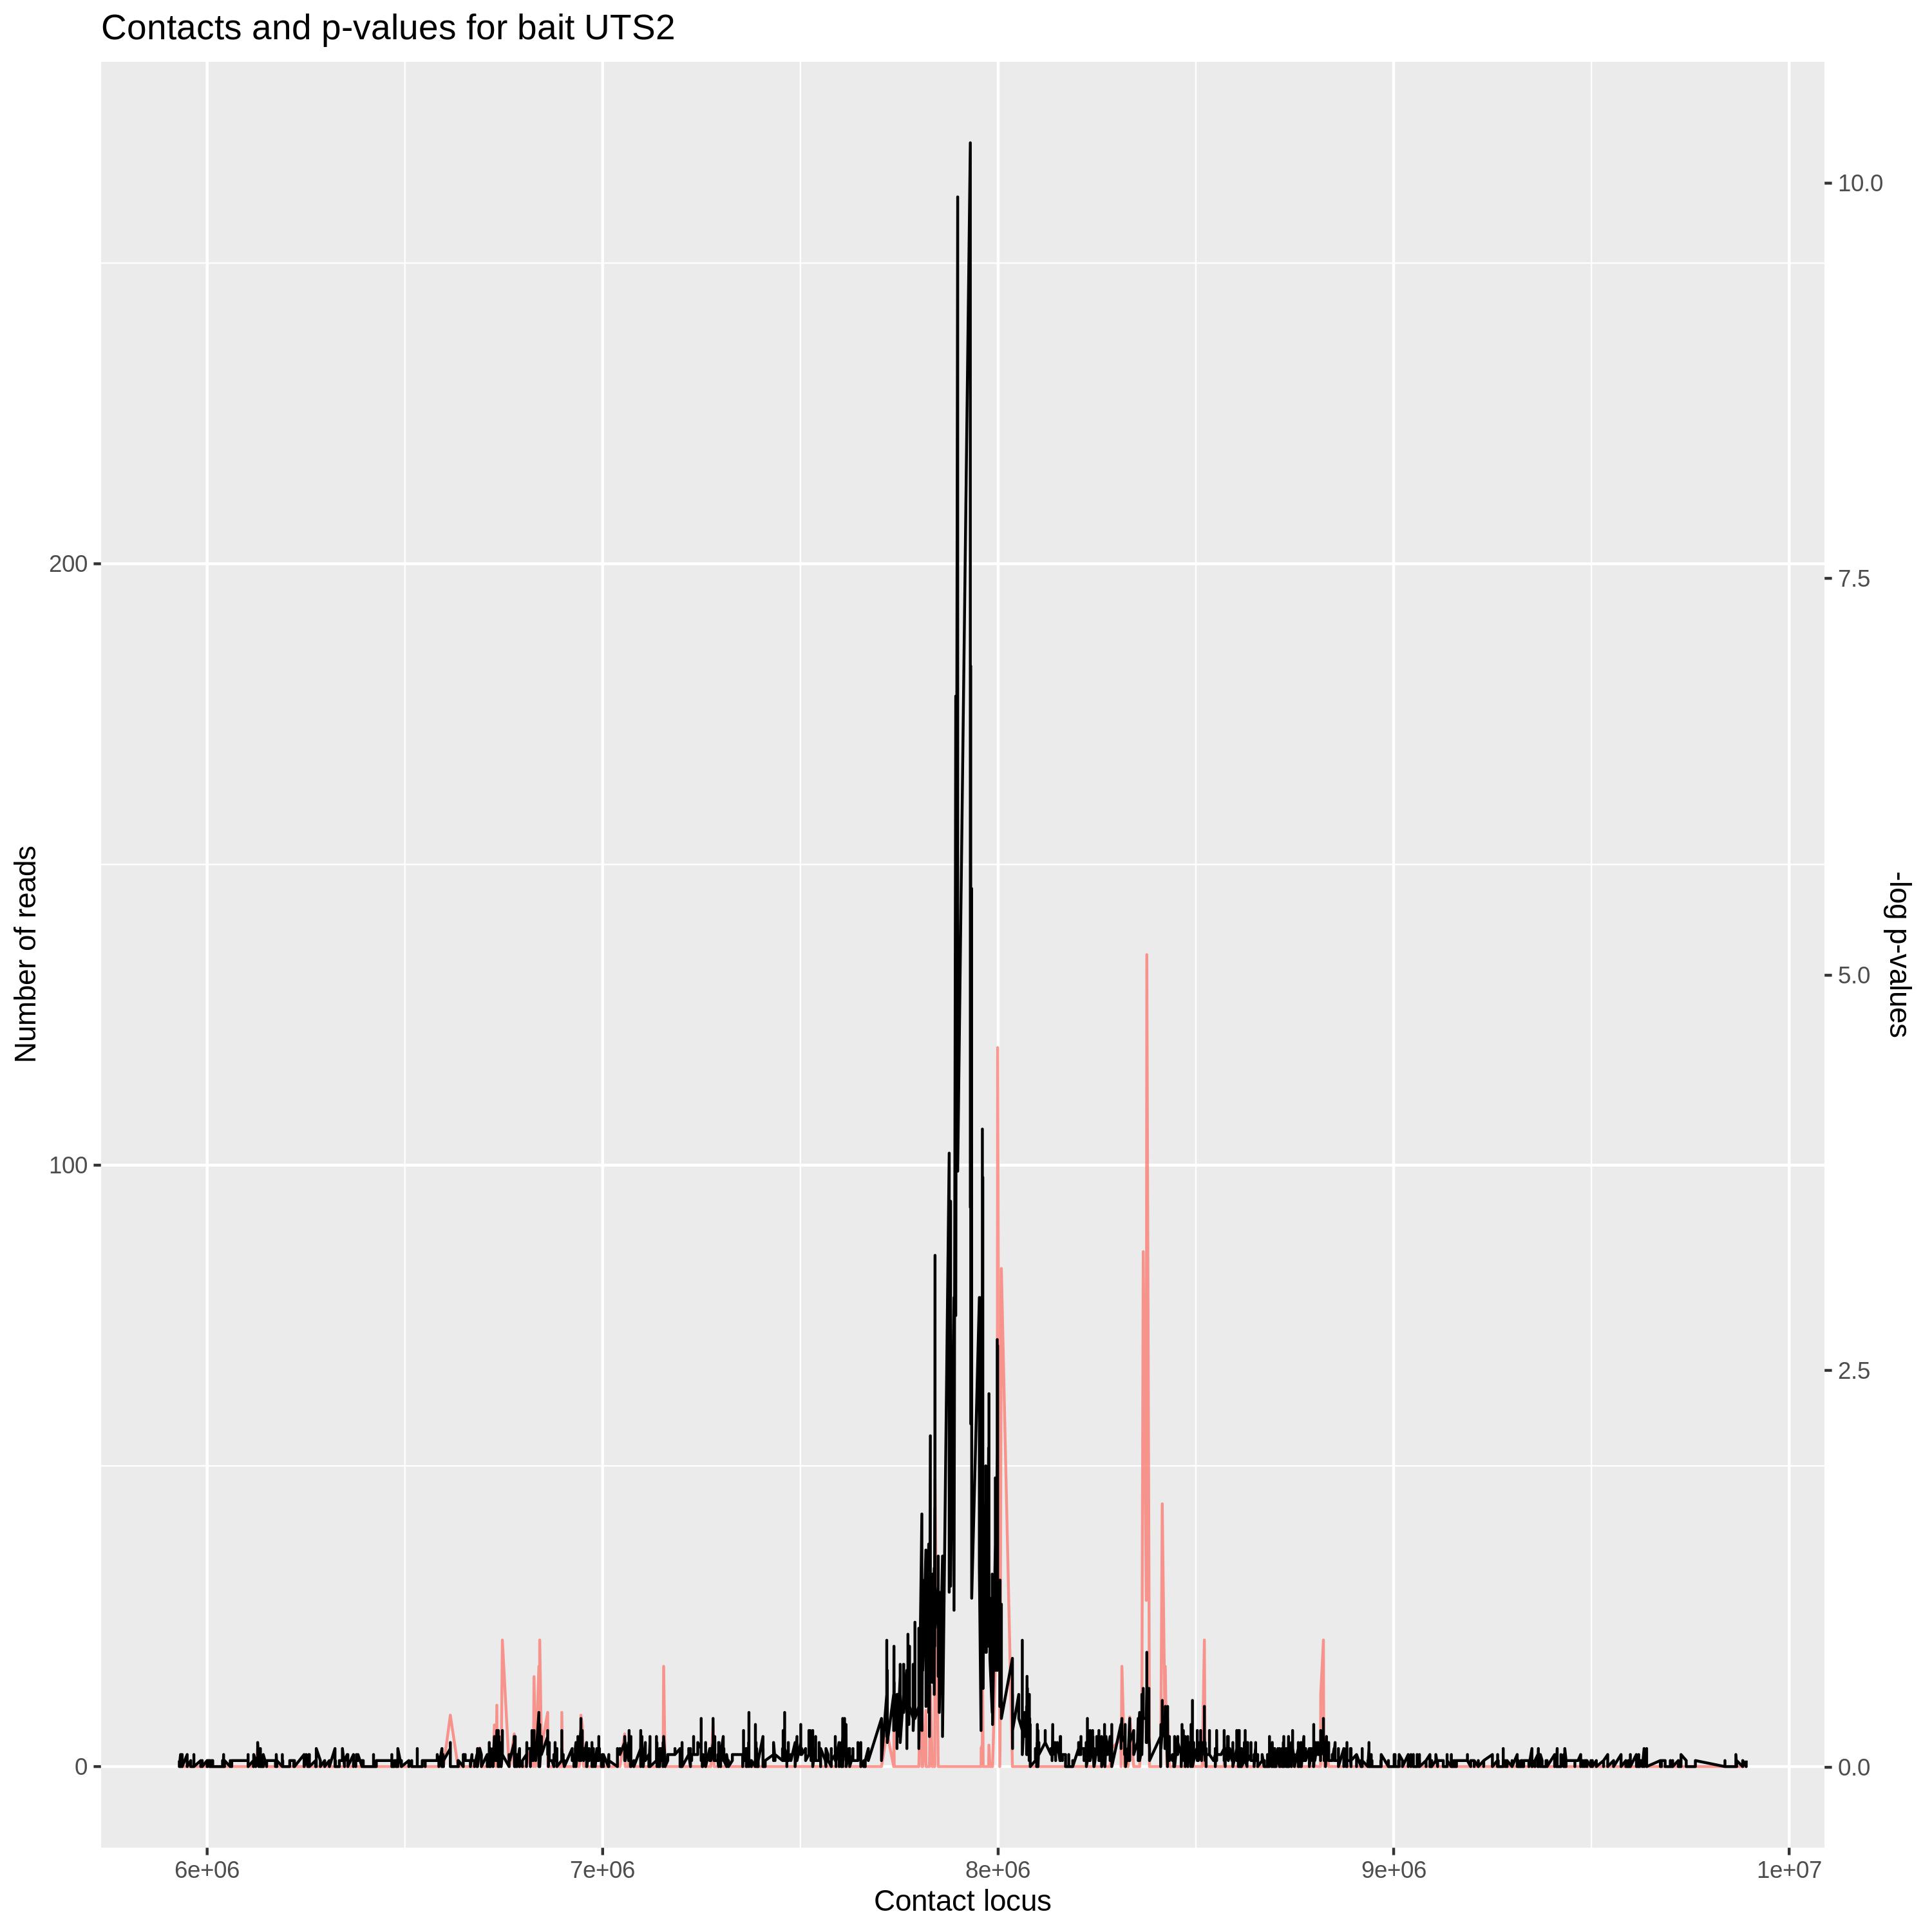 Contacts and p-values for bait UTS2
Number of reads
200
100
0
10.0
7.5
5.0
2.5
0.0
-log p-values
6e+06
7e+06
8e+06
9e+06
1e+07
Contact locus